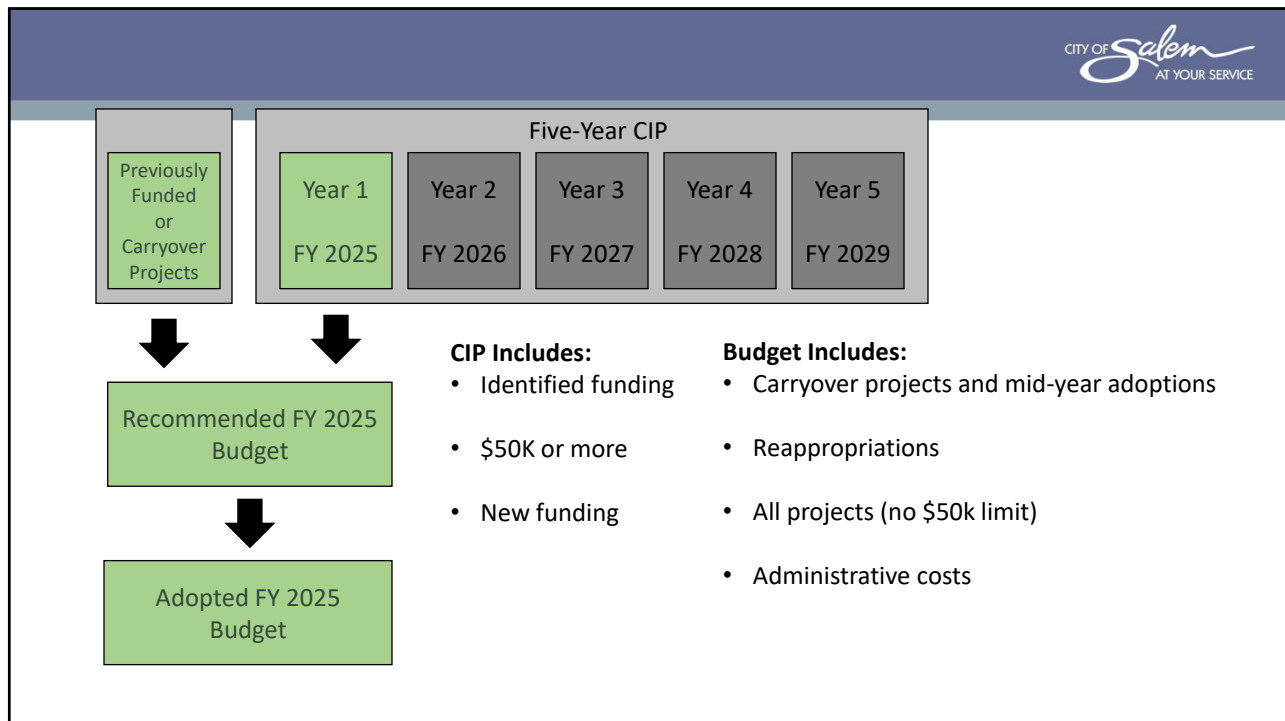 CITY OF Salem
AT YOUR SERVICE
Previously
Funded
or
Carryover
Projects
Five-Year CIP
Year 1
FY 2025
Year 2
FY 2026
Year 3
FY 2027
Year 4
FY 2028
Year 5
FY 2029
Recommended FY 2025
Budget
Adopted FY 2025
Budget
CIP Includes:
• Identified funding
• $50K or more
• New funding
Budget Includes:
• Carryover projects and mid-year adoptions
• Reappropriations
• All projects (no $50k limit)
• Administrative costs